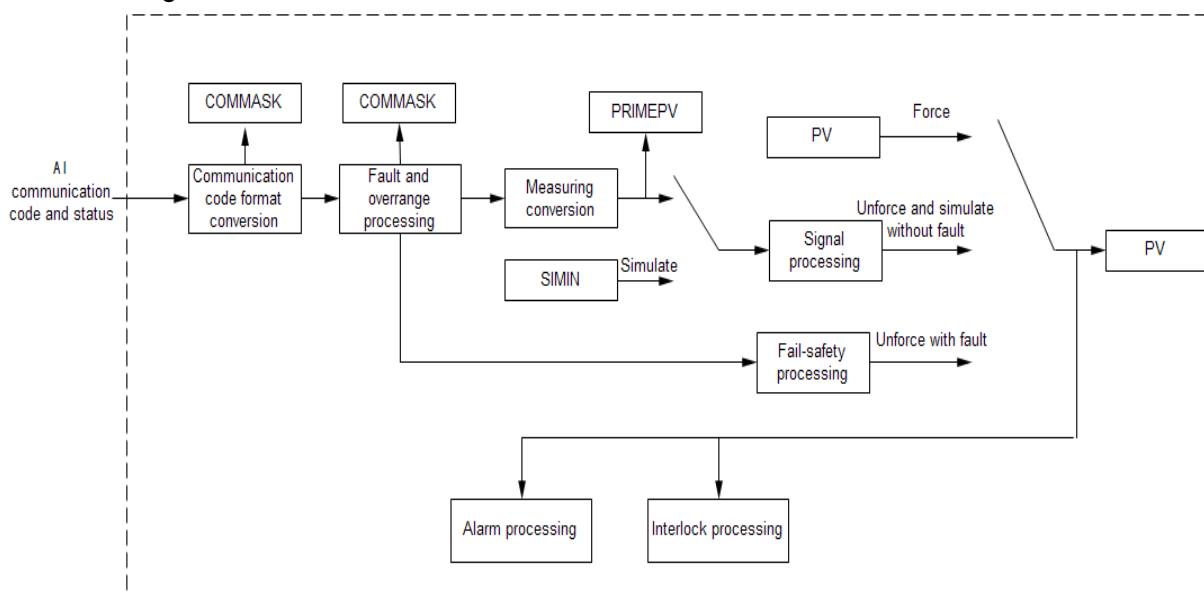 COMMASK
COMMASK
PRIMEPV
Force
PV
AI
communication
code and status
Communication
code format
conversion
Fault and
overrange
processing
Measuring
conversion
Unforce and simulate
without fault
Signal
processing
PV
SIMIN
Simulate
Fail-safety
processing
Unforce with fault
Alarm processing
Interlock processing